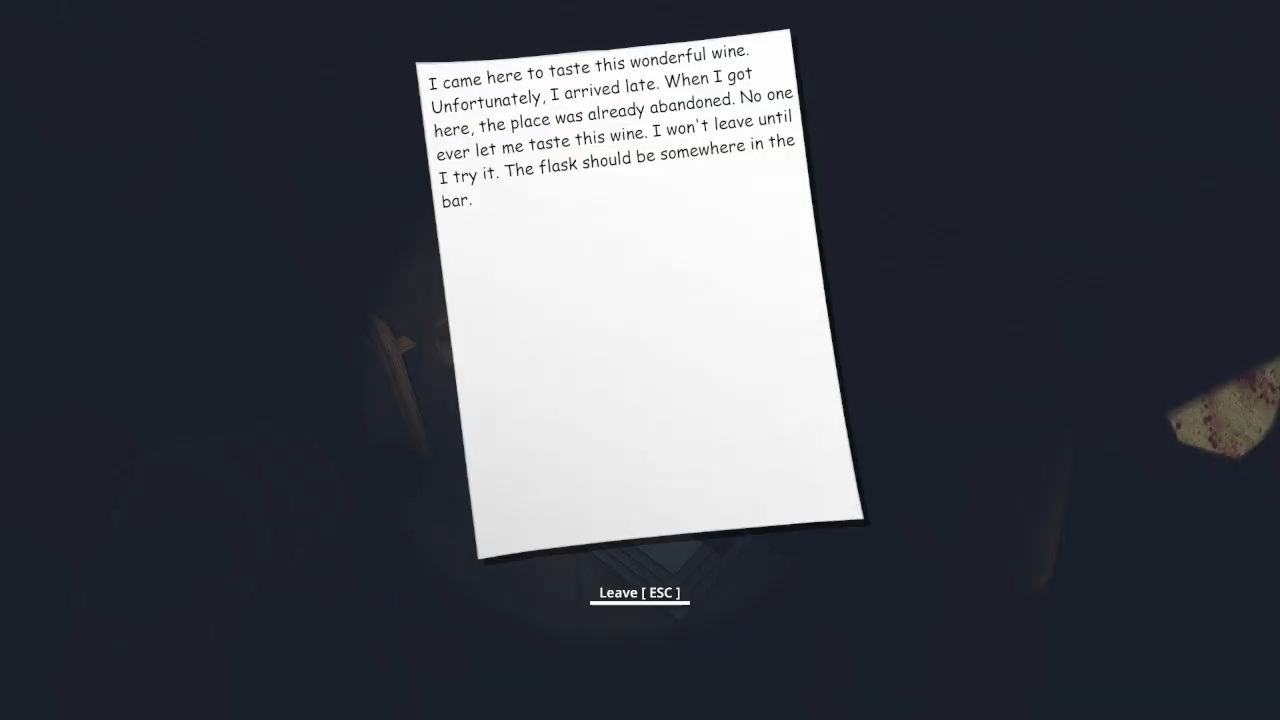 I came here to taste this wonderful wine.
Unfortunately, I arrived late. When I got
here, the place was already abandoned. No one
ever let me taste this wine. I won't leave until
I try it. The flask should be somewhere in the
bar.
Leave [ ESC ]